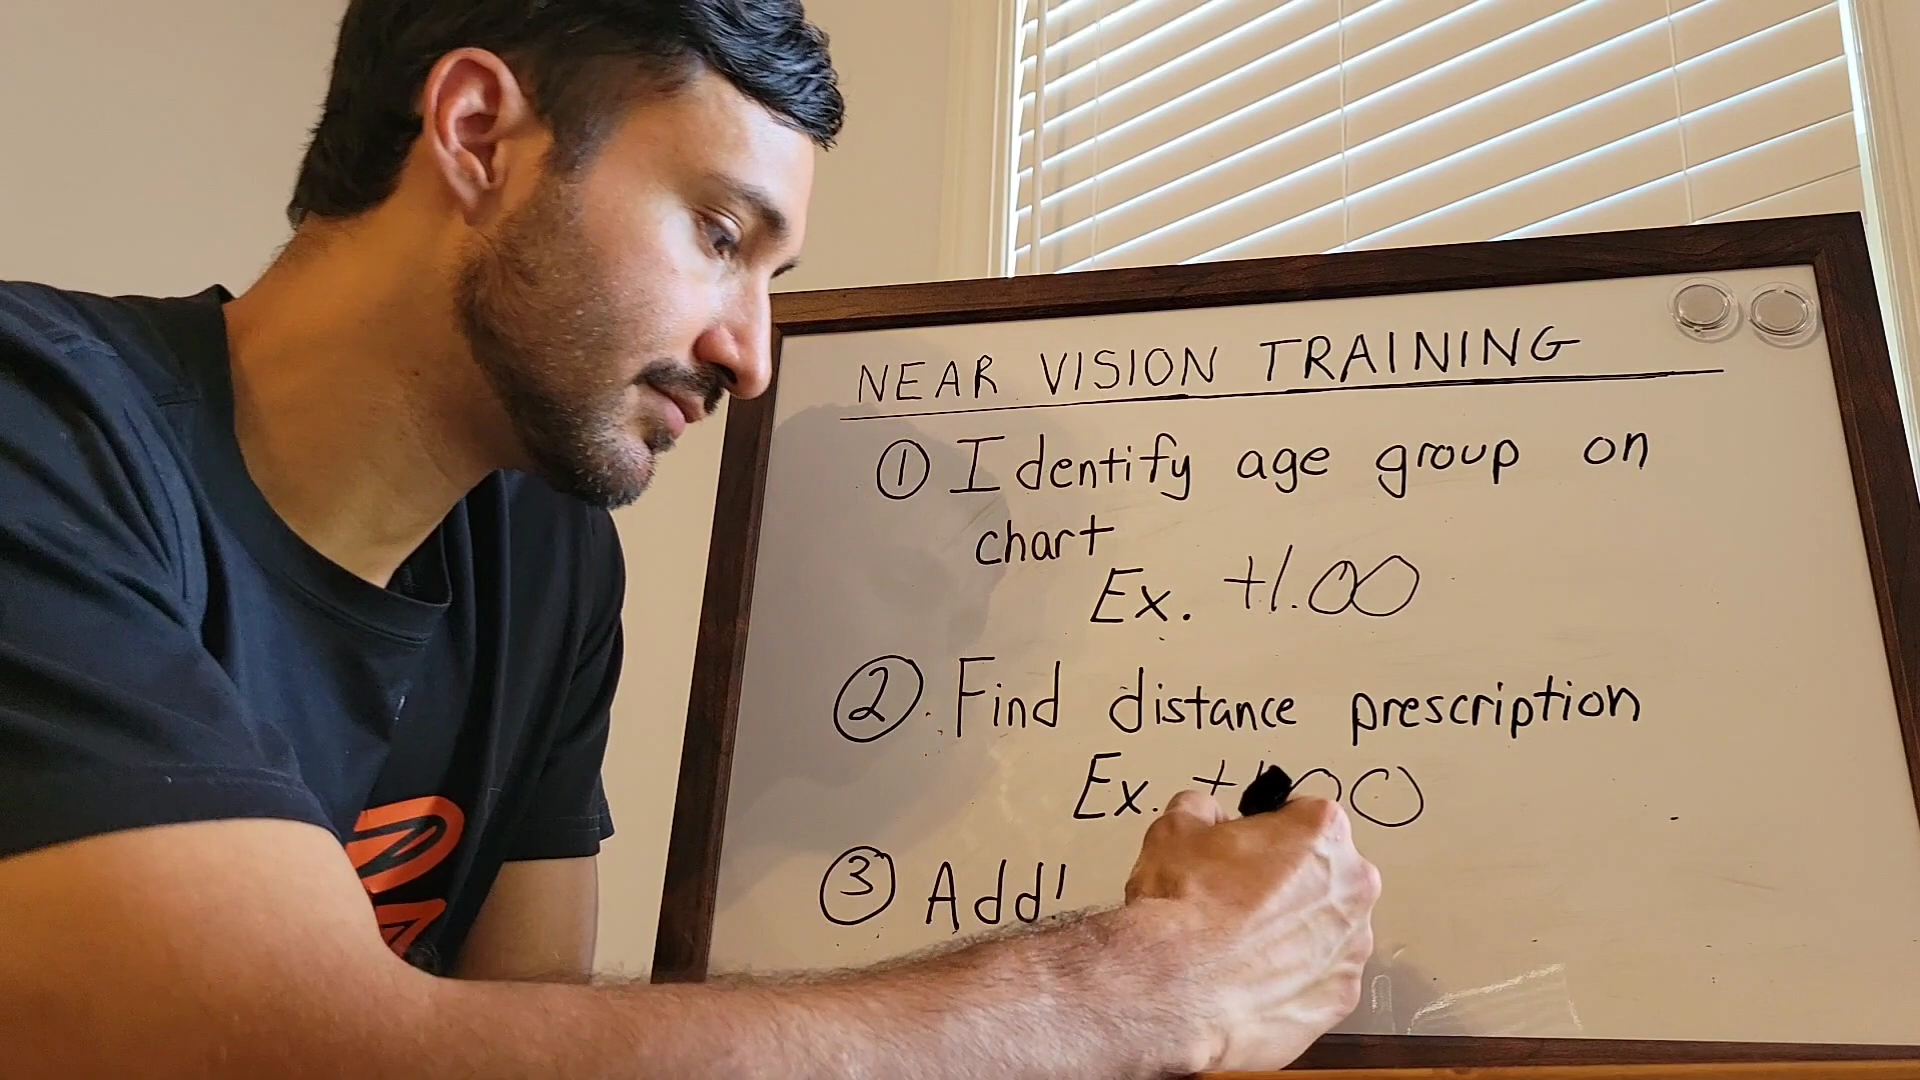 NEAR VISION TRAINING
① Identify age group on
chart
Ex. +1.00
②. Find distance prescription
Ex. +
③ Add!